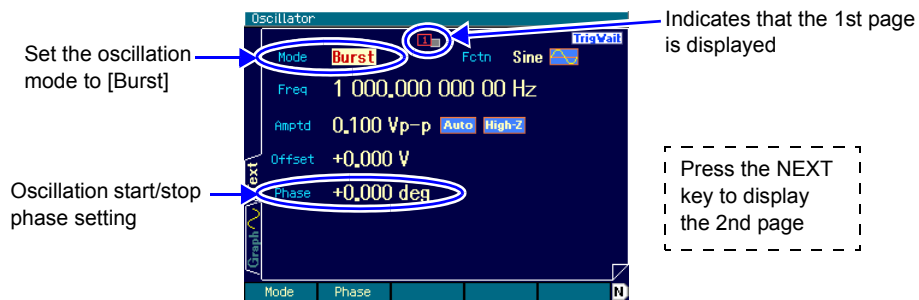 Oscillator
Indicates that the 1st page
is displayed
1
TrigWait
Set the oscillation
mode to [Burst]
Mode Burst Fctn Sine
Freq 1 000.000 000 00 Hz
Amptd 0.100 Vp-p Auto High-Z
Offset +0.000 V
Text
Phase +0.000 deg
Oscillation start/stop
phase setting
Press the NEXT
key to display
the 2nd page
Graph
Mode Phase N